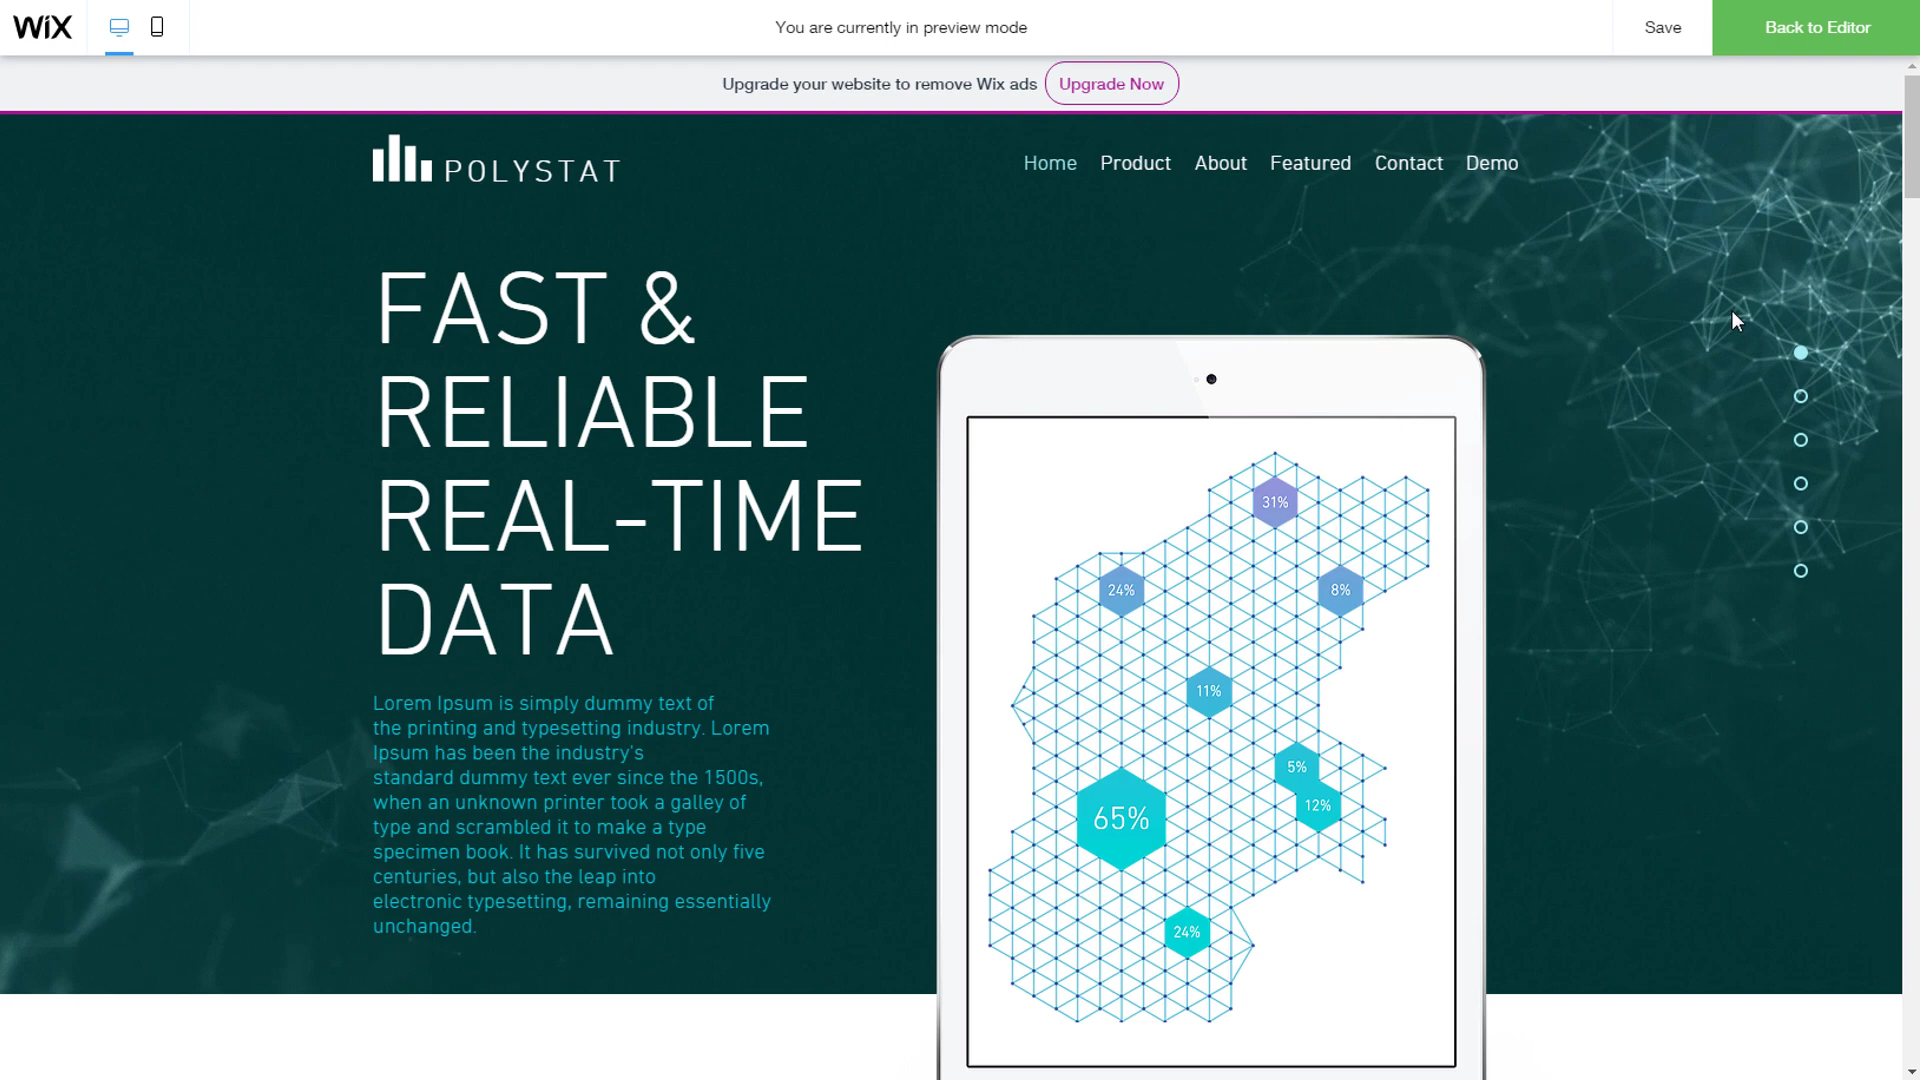 WiX
You are currently in preview mode
Save
Back to Editor
Upgrade your website to remove Wix ads
Upgrade Now
POLYSTAT
Home Product About Featured Contact Demo
FAST &
RELIABLE
REAL-TIME
DATA
Lorem Ipsum is simply dummy text of
the printing and typesetting industry. Lorem
Ipsum has been the industry's
standard dummy text ever since the 1500s,
when an unknown printer took a galley of
type and scrambled it to make a type
specimen book. It has survived not only five
centuries, but also the leap into
electronic typesetting, remaining essentially
unchanged.
31%
24%
8%
11%
5%
12%
65%
24%